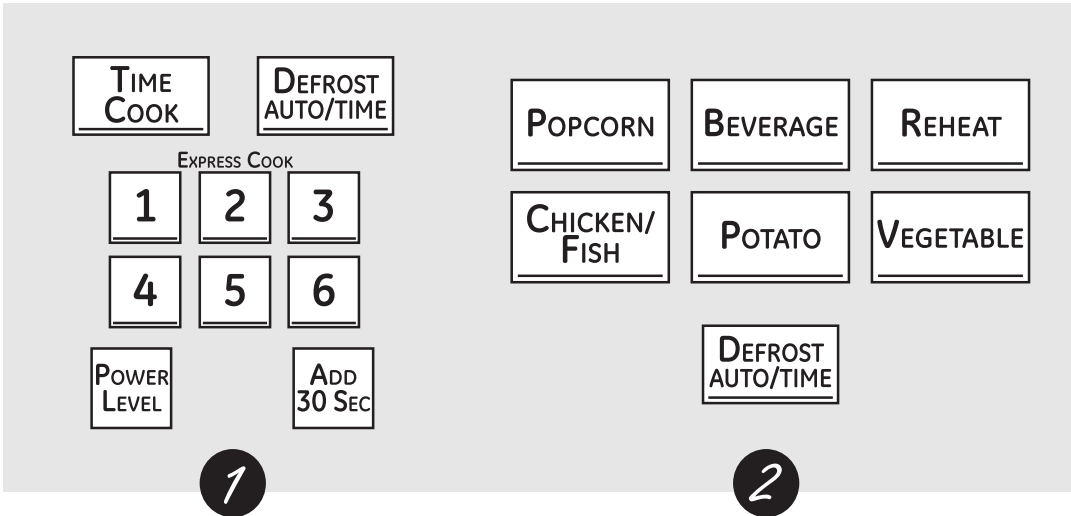 TIME
COOK
DEFROST
AUTO/TIME
EXPRESS COOK
1 2 3
4 5 6
POWER
LEVEL
ADD
30 SEC
1
POPCORN BEVERAGE REHEAT
CHICKEN/
FISH
POTATO VEGETABLE
DEFROST
AUTO/TIME
2